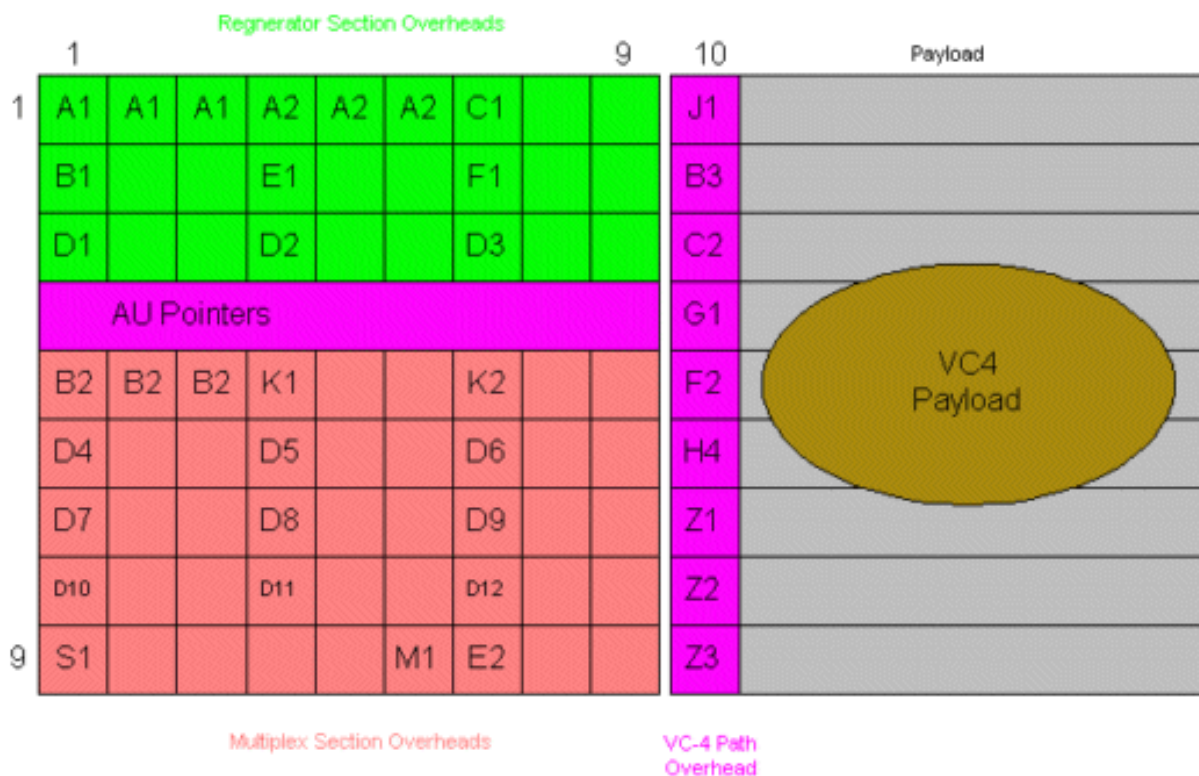 Regnerator Section Overheads
1 9 10 Payload
1 A1 A1 A1 A2 A2 A2 C1 J1
B1 E1 F1 B3
D1 D2 D3 C2
AU Pointers G1
B2 B2 B2 K1 K2 F2
D4 D5 D6 H4
D7 D8 D9 Z1
D10 D11 D12 Z2
9 S1 M1 E2 Z3
VC4
Payload
Multiplex Section Overheads
VC-4 Path
Overhead